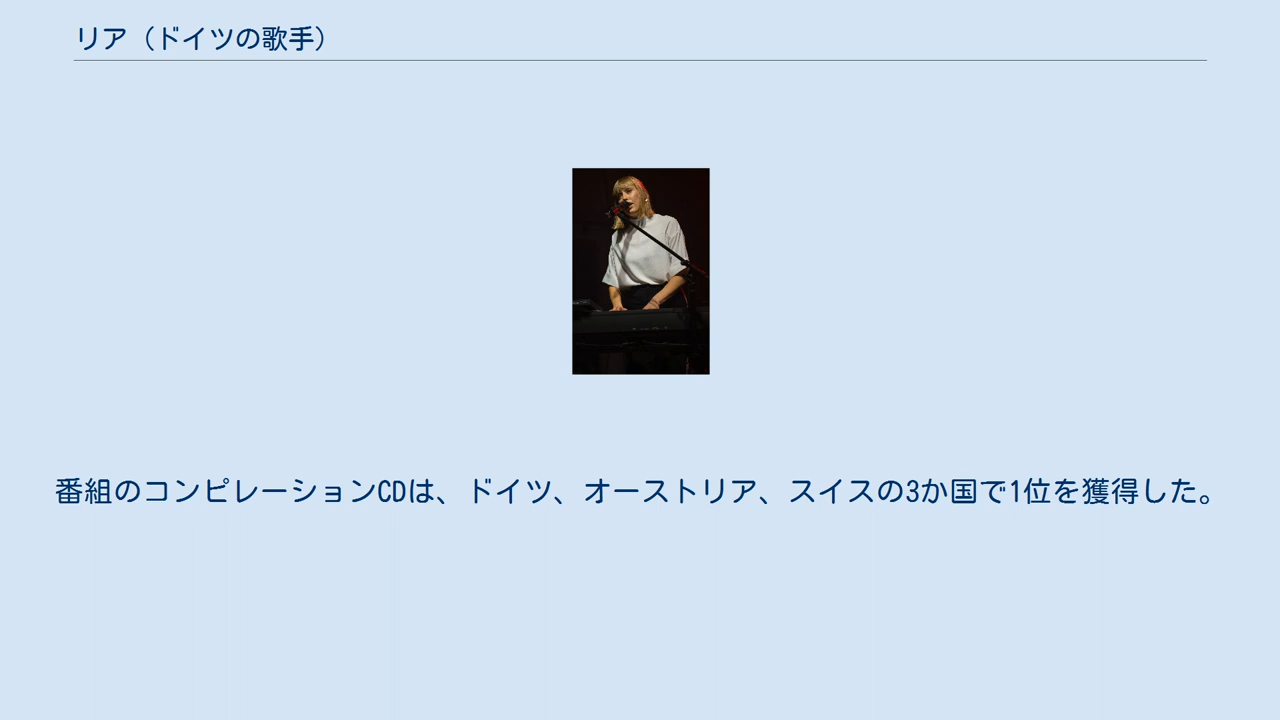 リア（ドイツの歌手）
番組のコンピレーションCDは、ドイツ、オーストリア、スイスの3か国で1位を獲得した。